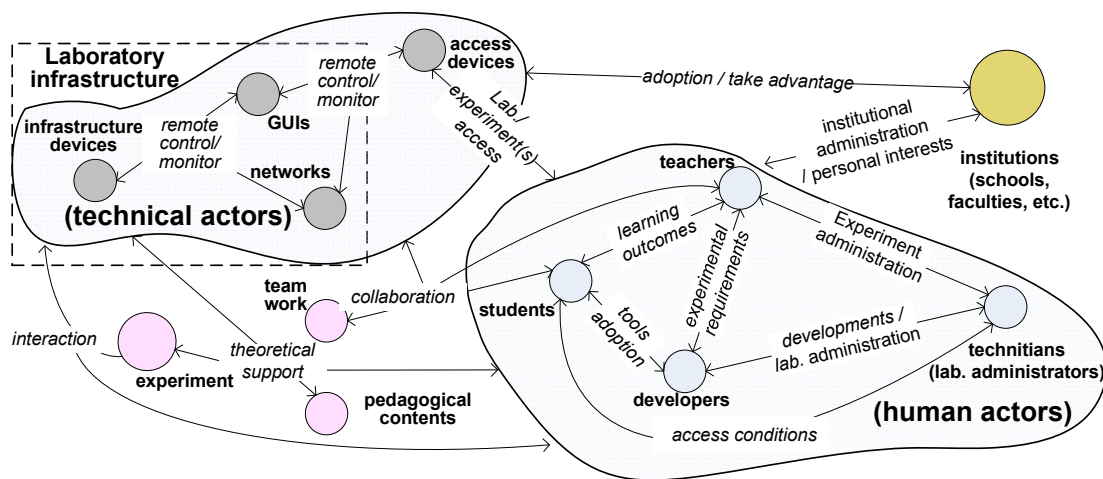 Laboratory
infrastructure
access
devices
remote
control/
monitor
adoption / take advantage
infrastructure
devices
remote
control/
monitor
GUIs
Lab./
experiment(s)
access
networks
(technical actors)
institutional
administration
/ personal interests
institutions
(schools,
faculties, etc.)
teachers
learning
outcomes
Experiment
administration
experimental
requirements
team
work
collaboration
students
tools
adoption
developments /
lab. administration
technitians
(lab. administrators)
interaction
experiment
theoretical
support
pedagogical
contents
developers
(human actors)
access conditions